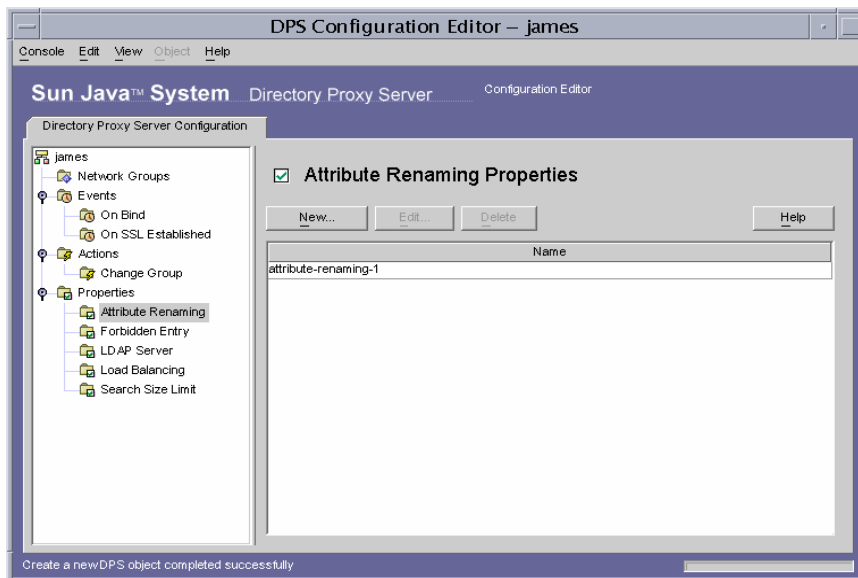 DPS Configuration Editor – james
Console Edit View Object Help
Sun Java™ System Directory Proxy Server Configuration Editor
Directory Proxy Server Configuration
james
Network Groups
Events
On Bind
On SSL Established
Actions
Change Group
Properties
Attribute Renaming
Forbidden Entry
LDAP Server
Load Balancing
Search Size Limit
Attribute Renaming Properties
New... Edit... Delete Help
Name
attribute-renaming-1
Create a new DPS object completed successfully